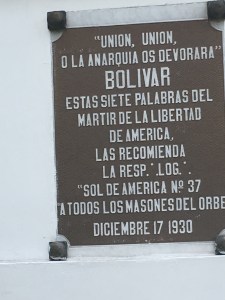 "UNION, UNION,
O LA ANARQUIA OS DEVORARA"
BOLIVAR
ESTAS SIETE PALABRAS DEL
MARTIR DE LA LIBERTAD
DE AMERICA,
LAS RECOMIENDA
LA RESP.·.LOG.·.
"SOL DE AMERICA Nº 37
A TODOS LOS MASONES DEL ORBE
DICIEMBRE 17 1930